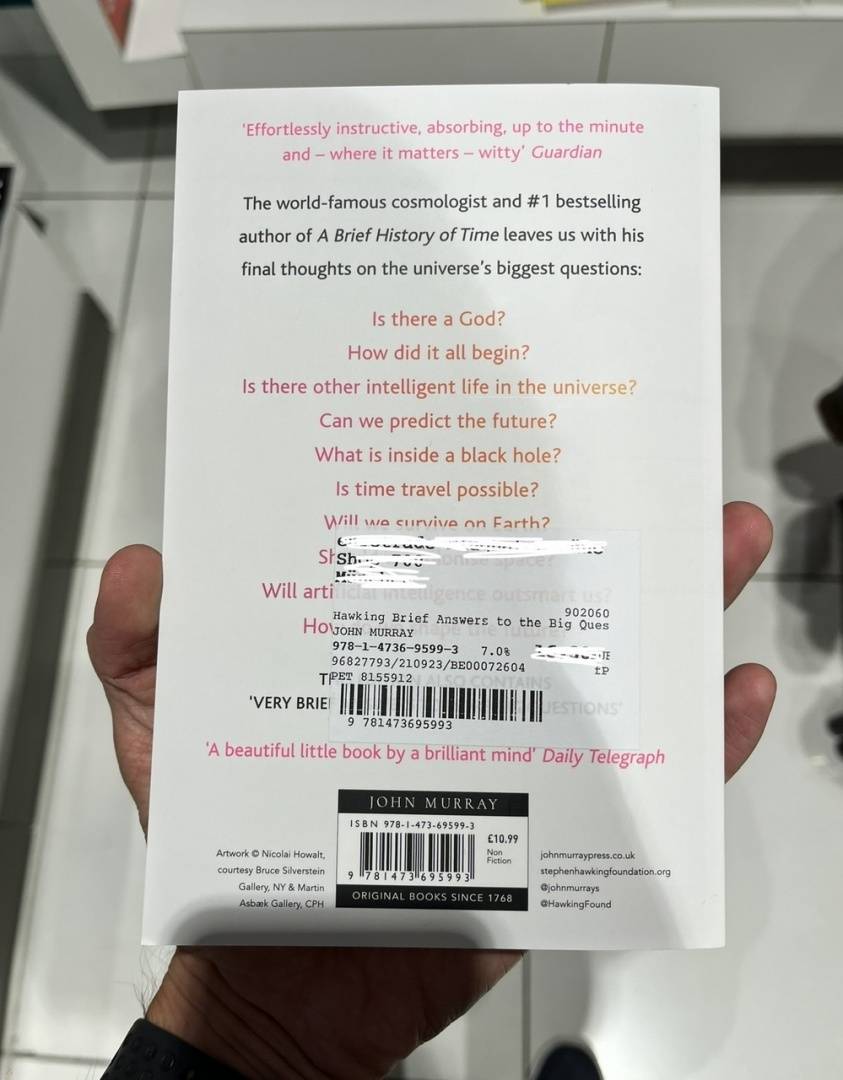 'Effortlessly instructive, absorbing, up to the minute
and – where it matters – witty' Guardian
The world-famous cosmologist and #1 bestselling
author of A Brief History of Time leaves us with his
final thoughts on the universe's biggest questions:
Is there a God?
How did it all begin?
Is there other intelligent life in the universe?
Can we predict the future?
What is inside a black hole?
Is time travel possible?
Will we survive on Earth?
space?
Will artificial intelligence outsmart us?
902060
Hawking Brief Answers to the Big Ques
JOHN MURRAY
978-1-4736-9599-3 7.0%
96827793/210923/BE00072604
PET 8155912
ALSO CONTAINS
'VERY BRIE
9 781473695993
'A beautiful little book by a brilliant mind' Daily Telegraph
JOHN MURRAY
ISBN 978-1-473-69599-3
£10.99
Non
Fiction
9 781473 695993
ORIGINAL BOOKS SINCE 1768
Artwork © Nicolai Howalt,
courtesy Bruce Silverstein
Gallery, NY & Martin
Asbæk Gallery, CPH
johnmurraypress.co.uk
stephenhawkingfoundation.org
@johnmurrays
@HawkingFound